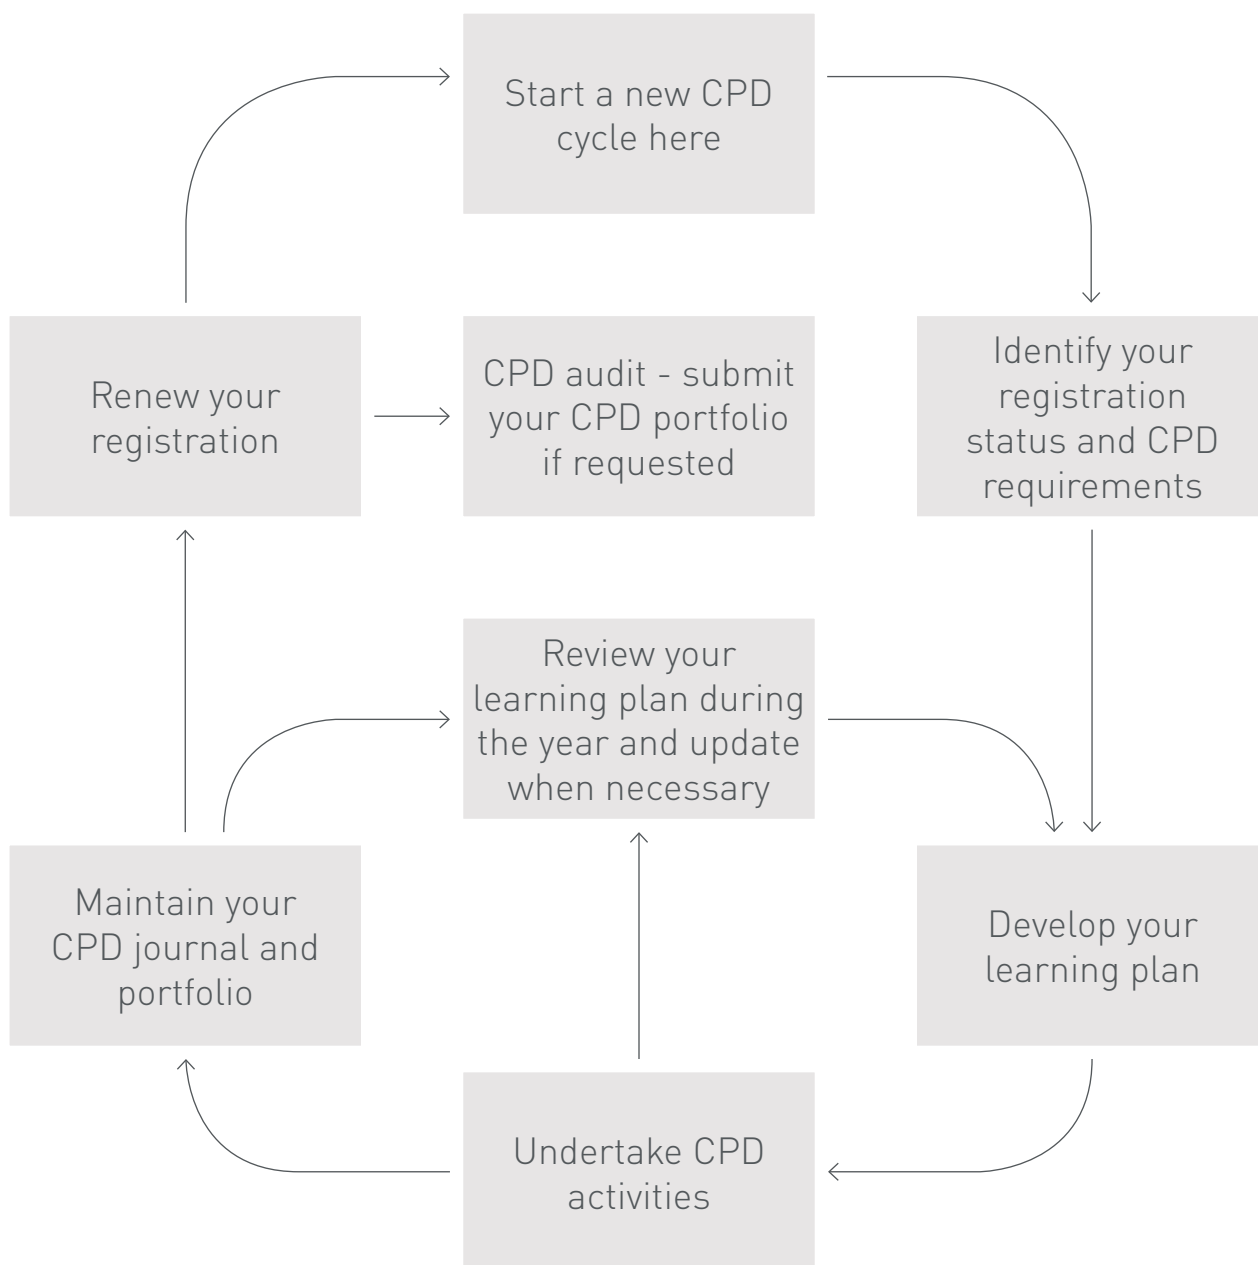 Start a new CPD
cycle here
Renew your
registration
CPD audit - submit
your CPD portfolio
if requested
Identify your
registration
status and CPD
requirements
Review your
learning plan during
the year and update
when necessary
Maintain your
CPD journal and
portfolio
Develop your
learning plan
Undertake CPD
activities